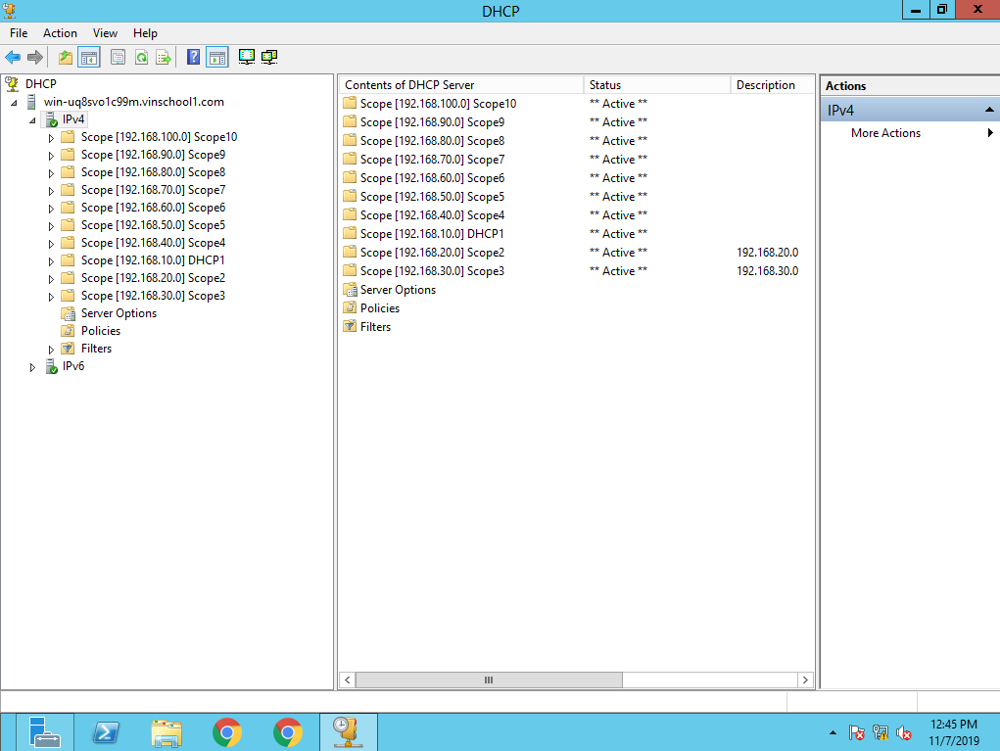 DHCP
File Action View Help
DHCP
win-uq8svo1c99m.vinschool1.com
IPv4
Scope [192.168.100.0] Scope10
Scope [192.168.90.0] Scope9
Scope [192.168.80.0] Scope8
Scope [192.168.70.0] Scope7
Scope [192.168.60.0] Scope6
Scope [192.168.50.0] Scope5
Scope [192.168.40.0] Scope4
Scope [192.168.10.0] DHCP1
Scope [192.168.20.0] Scope2
Scope [192.168.30.0] Scope3
Server Options
Policies
Filters
IPv6
Contents of DHCP Server Status Description
Scope [192.168.100.0] Scope10 ** Active **
Scope [192.168.90.0] Scope9 ** Active **
Scope [192.168.80.0] Scope8 ** Active **
Scope [192.168.70.0] Scope7 ** Active **
Scope [192.168.60.0] Scope6 ** Active **
Scope [192.168.50.0] Scope5 ** Active **
Scope [192.168.40.0] Scope4 ** Active **
Scope [192.168.10.0] DHCP1 ** Active **
Scope [192.168.20.0] Scope2 ** Active ** 192.168.20.0
Scope [192.168.30.0] Scope3 ** Active ** 192.168.30.0
Server Options
Policies
Filters
Actions
IPv4
More Actions
12:45 PM
11/7/2019